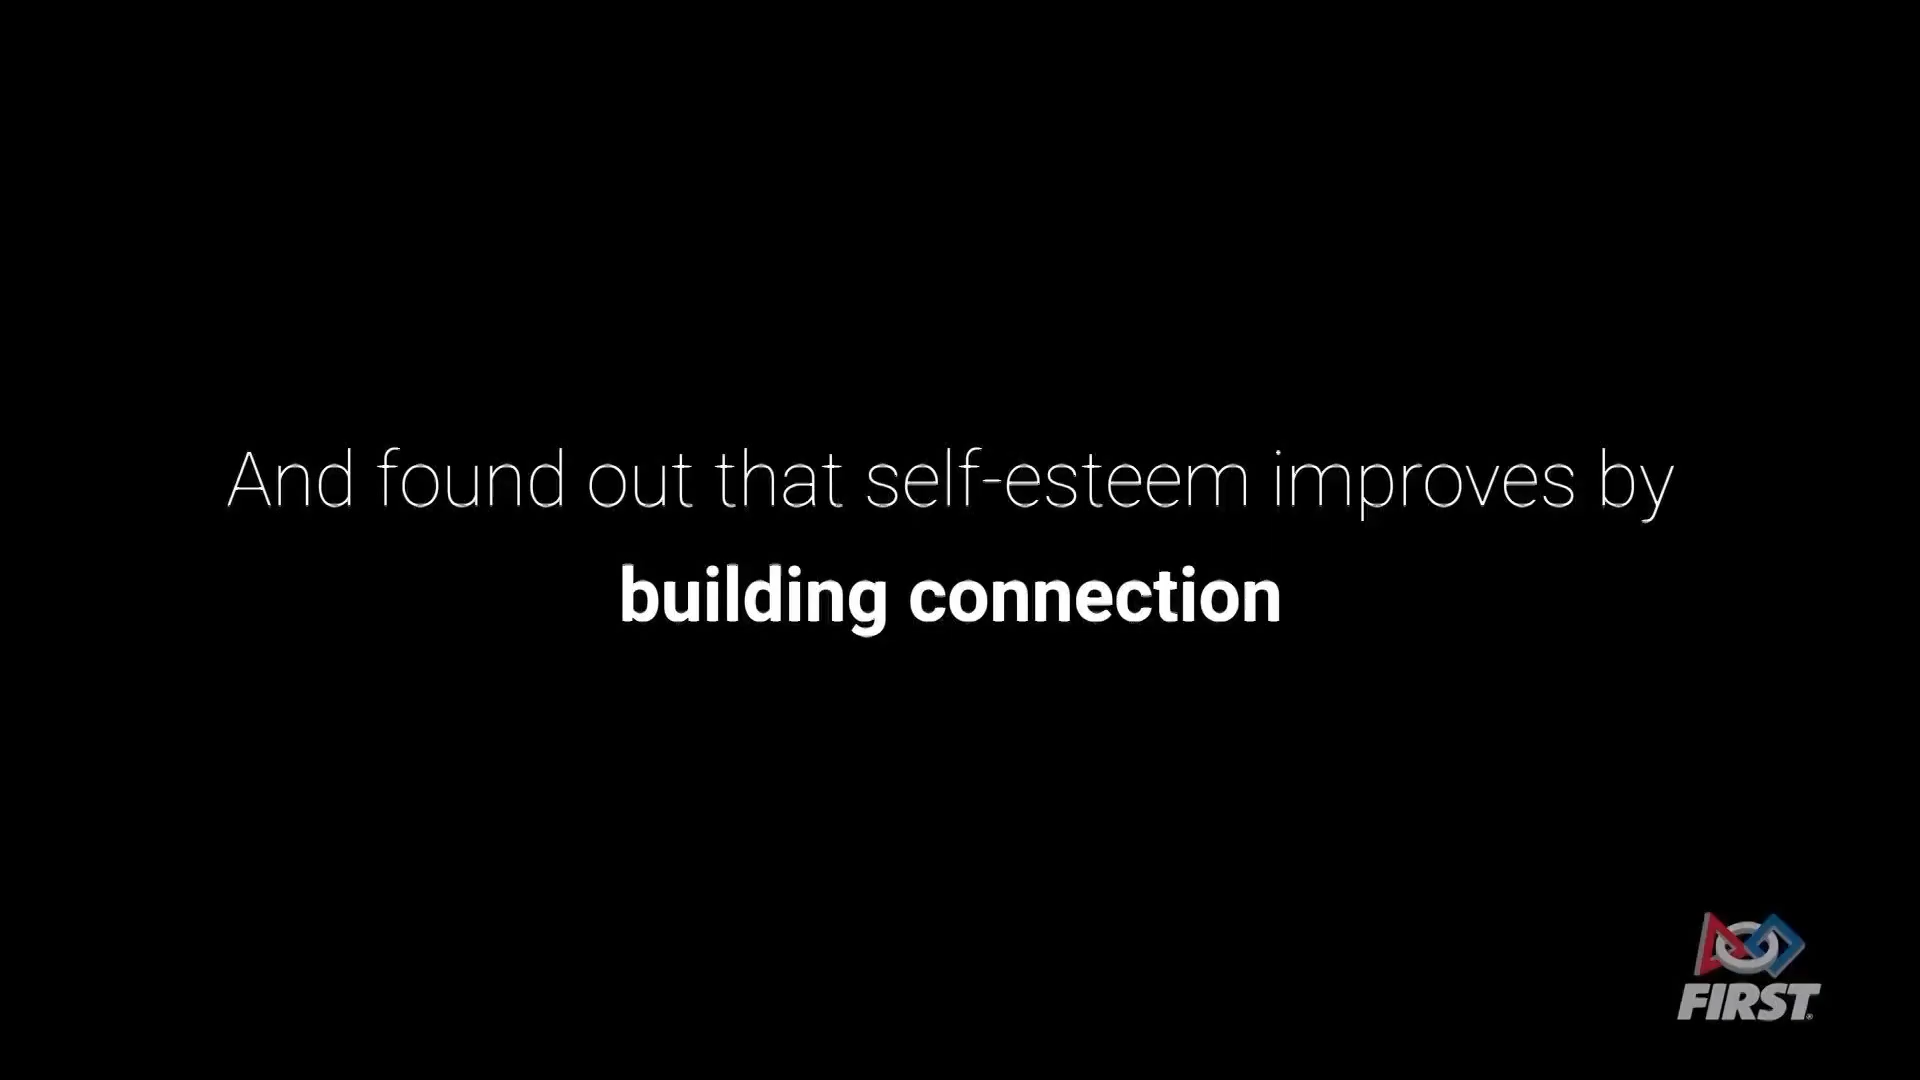 And found out that self-esteem improves by
building connection
FIRST®